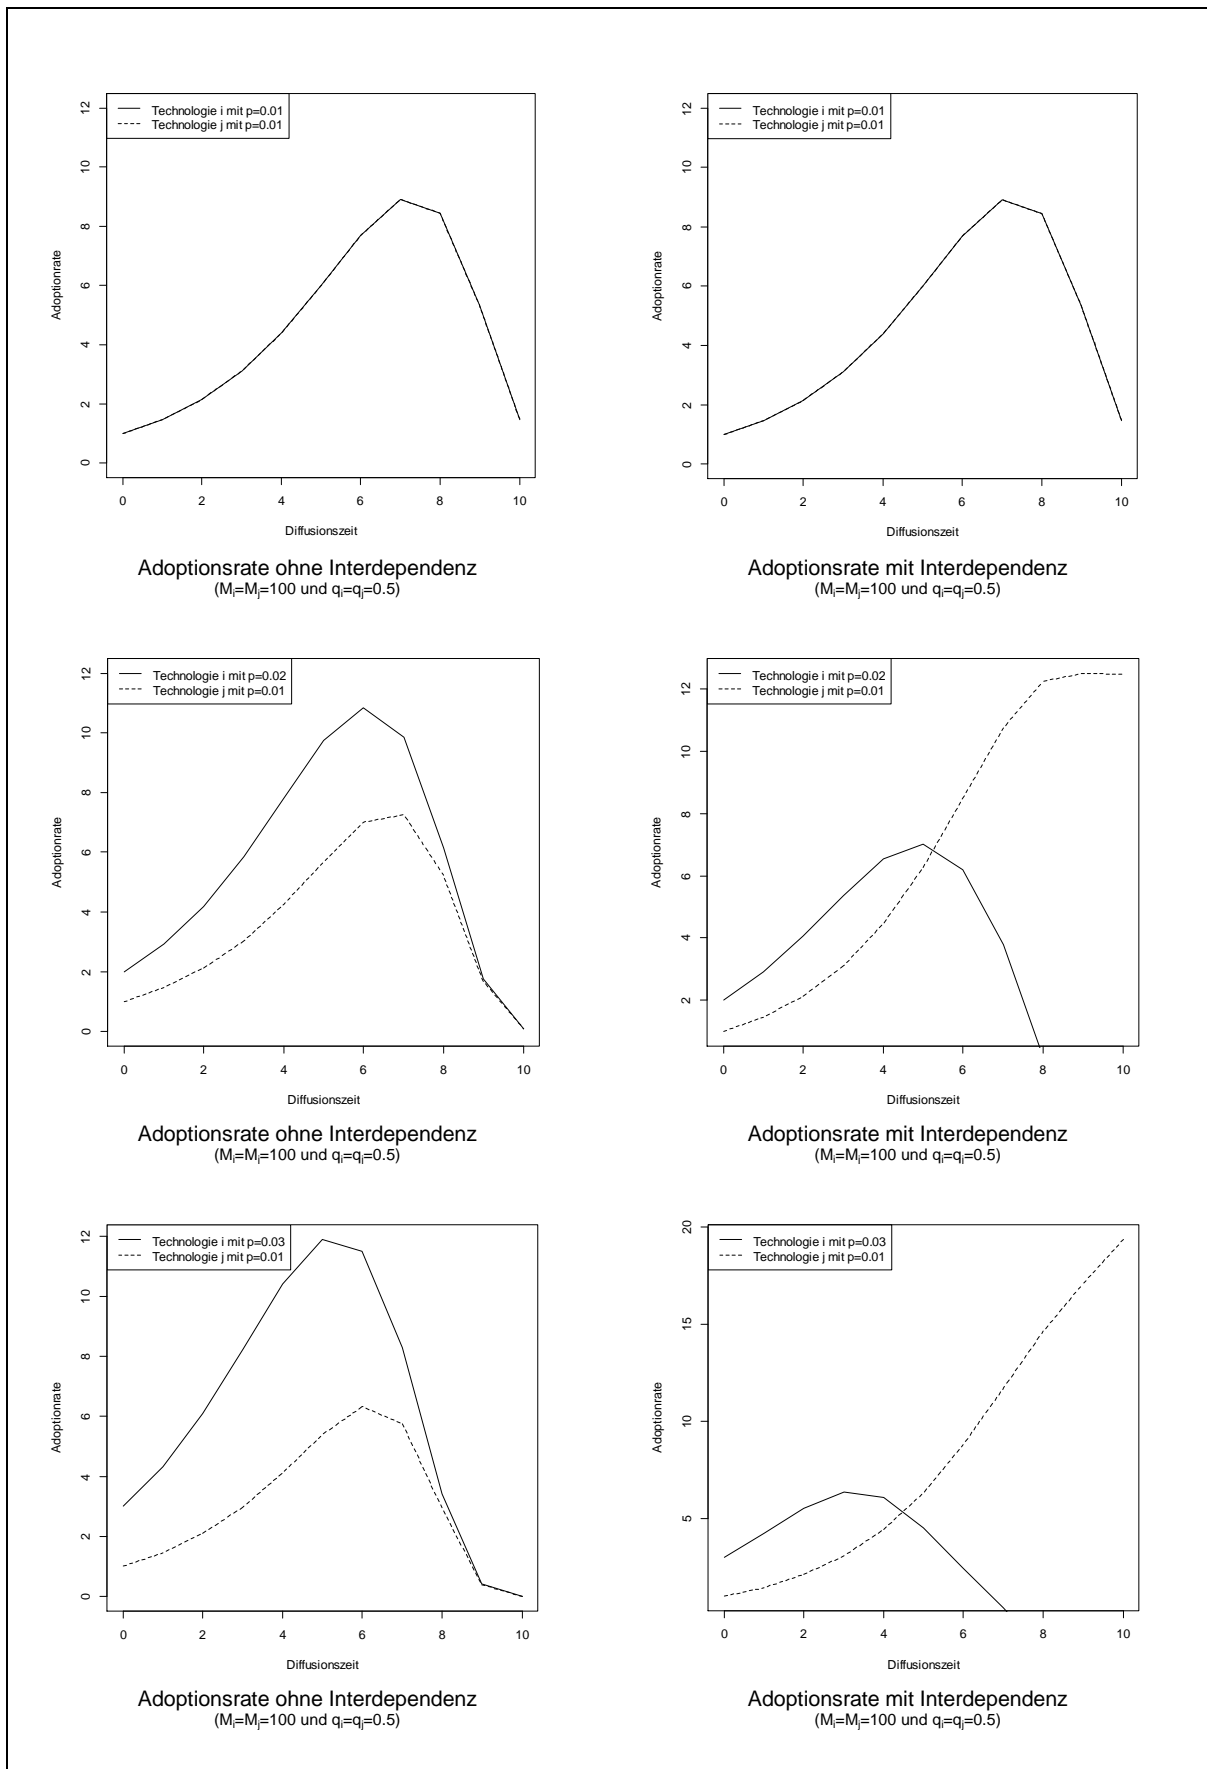 Technologie i mit p=0.01
Technologie j mit p=0.01
Adoptionrate
0 2 4 6 8 10 12
0 2 4 6 8 10
Diffusionszeit
Adoptionsrate ohne Interdependenz
(Mi=Mj=100 und qi=qj=0.5)
Technologie i mit p=0.01
Technologie j mit p=0.01
Adoptionrate
0 2 4 6 8 10 12
0 2 4 6 8 10
Diffusionszeit
Adoptionsrate mit Interdependenz
(Mi=Mj=100 und qi=qj=0.5)
Technologie i mit p=0.02
Technologie j mit p=0.01
Adoptionrate
0 2 4 6 8 10 12
0 2 4 6 8 10
Diffusionszeit
Adoptionsrate ohne Interdependenz
(Mi=Mj=100 und qi=qj=0.5)
Technologie i mit p=0.02
Technologie j mit p=0.01
Adoptionrate
2 4 6 8 10 12
0 2 4 6 8 10
Diffusionszeit
Adoptionsrate mit Interdependenz
(Mi=Mj=100 und qi=qj=0.5)
Technologie i mit p=0.03
Technologie j mit p=0.01
Adoptionrate
0 2 4 6 8 10 12
0 2 4 6 8 10
Diffusionszeit
Adoptionsrate ohne Interdependenz
(Mi=Mj=100 und qi=qj=0.5)
Technologie i mit p=0.03
Technologie j mit p=0.01
Adoptionrate
5 10 15 20
0 2 4 6 8 10
Diffusionszeit
Adoptionsrate mit Interdependenz
(Mi=Mj=100 und qi=qj=0.5)